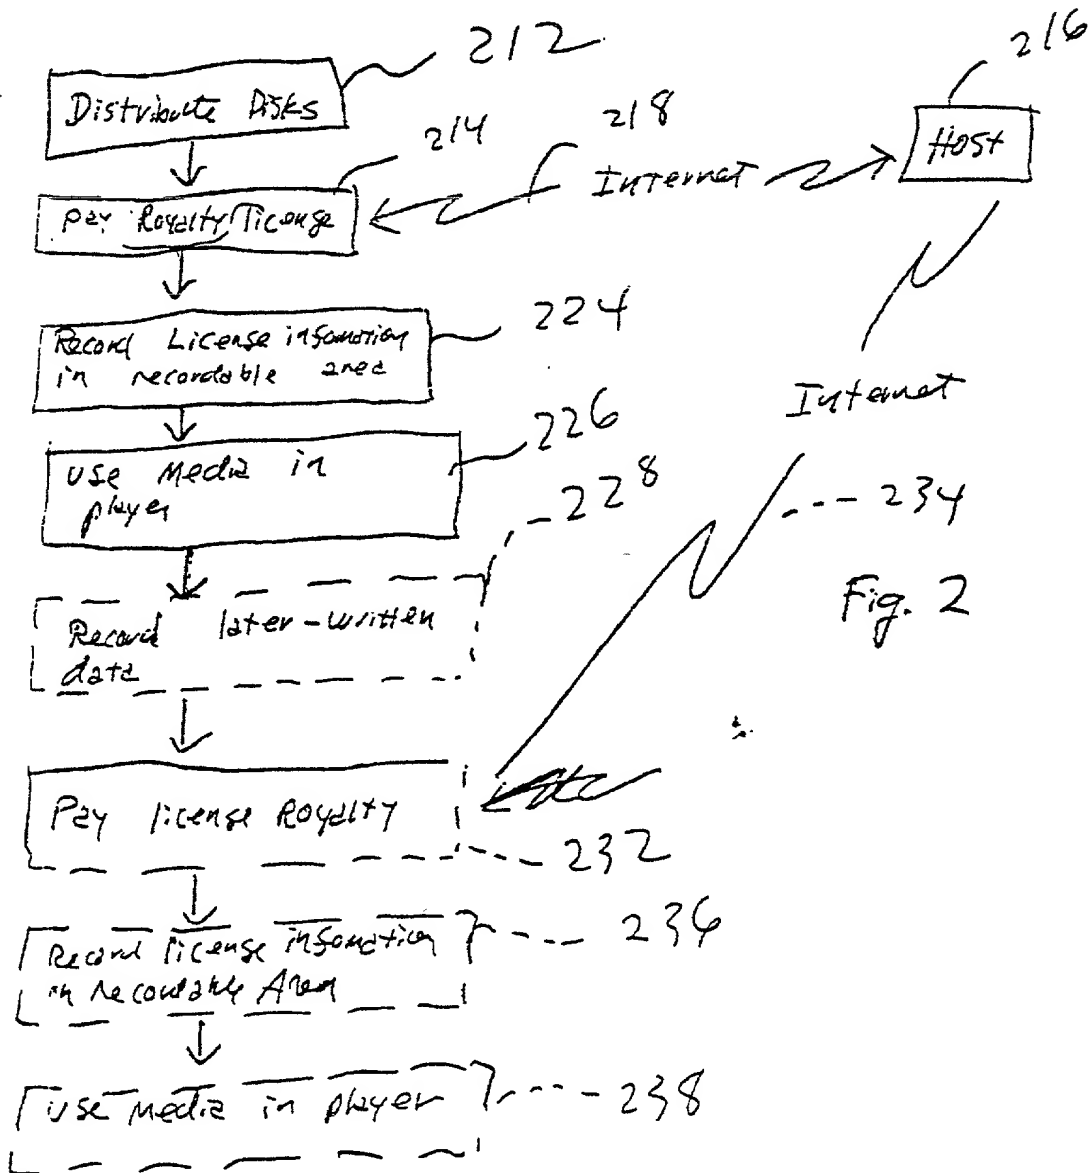 212
216
Distribute Disks
214
218
Host
Internet
Pay Royalty license
224
Record License infomation
in recordable area
Internet
226
Use Media in
player
228
234
Fig. 2
Record later-written
data
Pay license Royalty
232
Record license infomation
in recordable Area
236
Use media in player
238